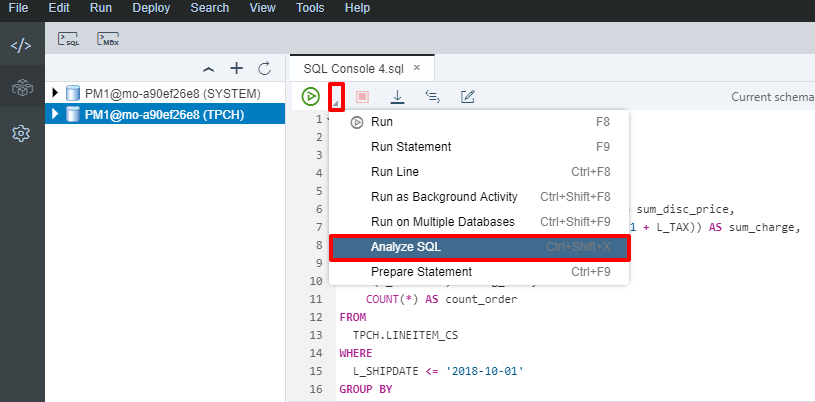 File Edit Run Deploy Search View Tools Help
SQL MDX
PM1@mo-a90ef26e8 (SYSTEM)
PM1@mo-a90ef26e8 (TPCH)
SQL Console 4.sql ×
Current schema
Run F8
Run Statement F9
Run Line Ctrl+F8
Run as Background Activity Ctrl+Shift+F8
Run on Multiple Databases Ctrl+Shift+F9
Analyze SQL Ctrl+Shift+X
Prepare Statement Ctrl+F9
1
2
3
4
5
6 sum_disc_price,
7 1 + L_TAX)) AS sum_charge,
8
9
10
11 COUNT(*) AS count_order
12 FROM
13 TPCH.LINEITEM_CS
14 WHERE
15 L_SHIPDATE <= '2018-10-01'
16 GROUP BY